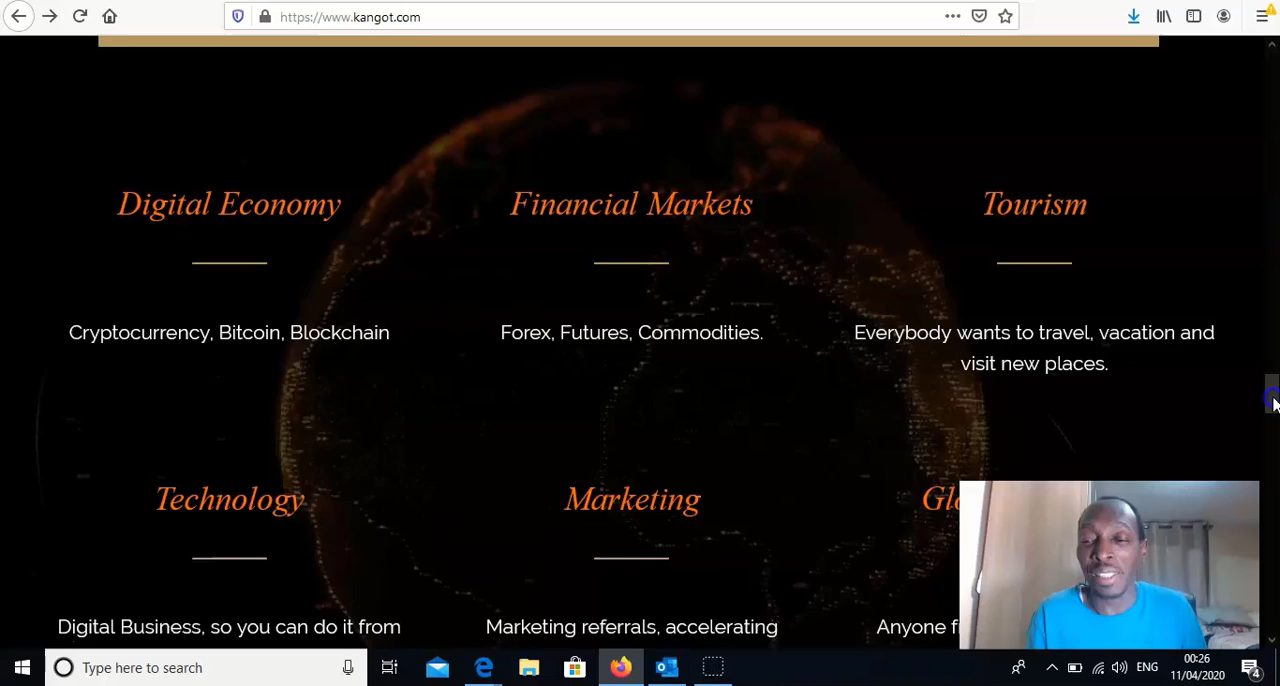 https://www.kangot.com
Digital Economy
Financial Markets
Tourism
Cryptocurrency, Bitcoin, Blockchain
Forex, Futures, Commodities.
Everybody wants to travel, vacation and
visit new places.
Technology
Marketing
Digital Business, so you can do it from
Marketing referrals, accelerating
Anyone
Type here to search
ENG
00:26
11/04/2020
4